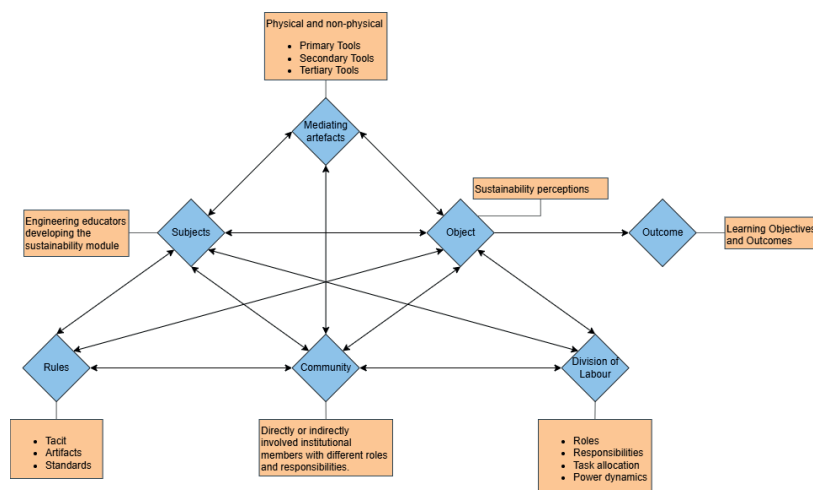 Physical and non-physical
• Primary Tools
• Secondary Tools
• Tertiary Tools
Mediating
artefacts
Sustainability perceptions
Engineering educators
developing the
sustainability module
Subjects
Object
Outcome
Learning Objectives
and Outcomes
Rules
Community
Division of
Labour
• Tacit
• Artifacts
• Standards
Directly or indirectly
involved institutional
members with different roles
and responsibilities.
• Roles
• Responsibilities
• Task allocation
• Power dynamics